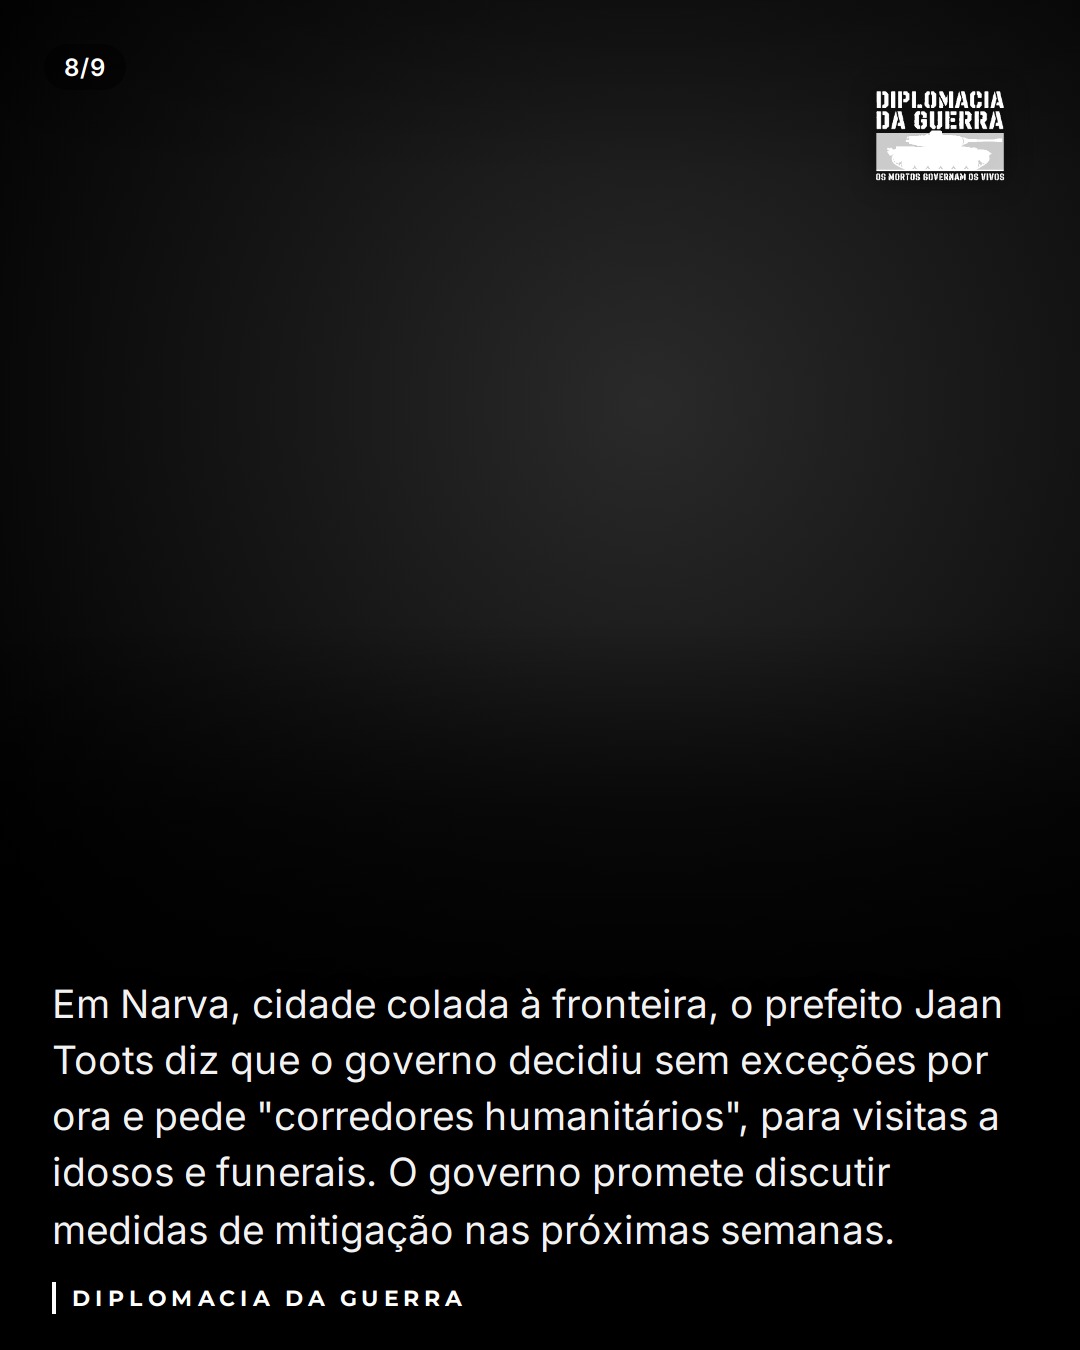 8/9
DIPLOMACIA
DA GUERRA
OS MORTOS GOVERNAM OS VIVOS
Em Narva, cidade colada à fronteira, o prefeito Jaan
Toots diz que o governo decidiu sem exceções por
ora e pede "corredores humanitários", para visitas a
idosos e funerais. O governo promete discutir
medidas de mitigação nas próximas semanas.
DIPLOMACIA DA GUERRA